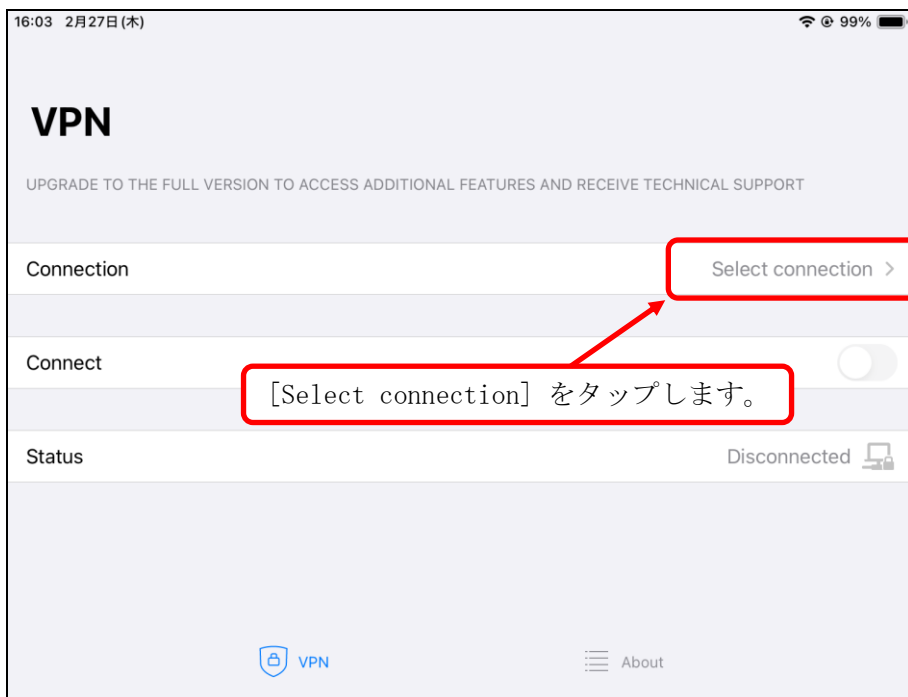 16:03 2月27日(木)
99%
VPN
UPGRADE TO THE FULL VERSION TO ACCESS ADDITIONAL FEATURES AND RECEIVE TECHNICAL SUPPORT
Connection
Select connection
Connect
[Select connection] をタップします。
Status
Disconnected
VPN
About